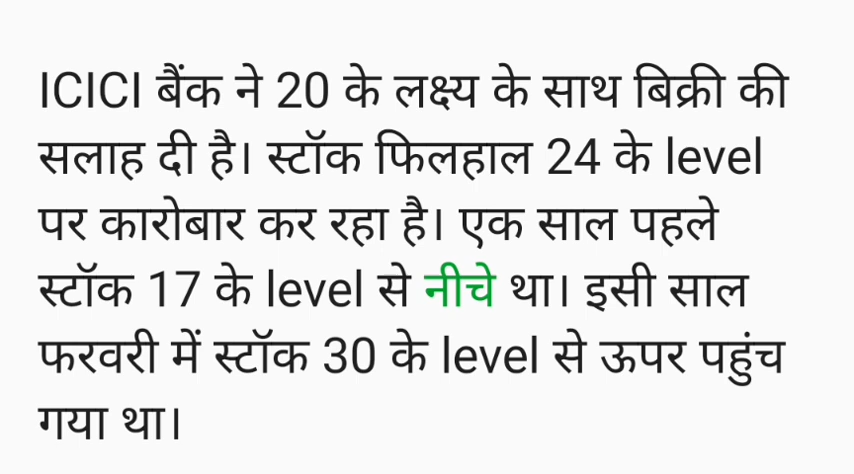 ICICI बैंक ने 20 के लक्ष्य के साथ बिक्री की
सलाह दी है। स्टॉक फिलहाल 24 के level
पर कारोबार कर रहा है। एक साल पहले
स्टॉक 17 के level से नीचे था। इसी साल
फरवरी में स्टॉक 30 के level से ऊपर पहुंच
गया था।